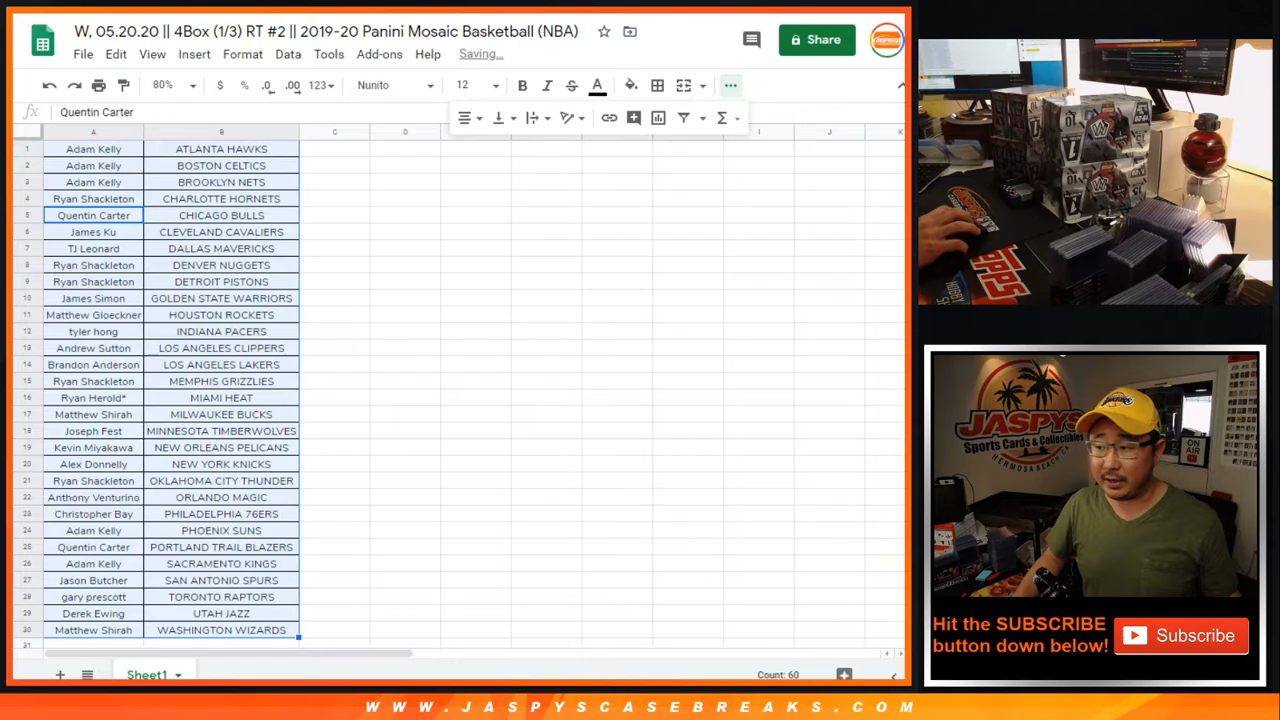 W, 05.20.20 || 4Box (1/3) RT #2 || 2019-20 Panini Mosaic Basketball (NBA)
File Edit View Insert Format Data Tools Add-ons Help Saving...
Share
80% $ % .0 .00 123 Nunito 12 B I S A
fx Quentin Carter
A B C D I J K
1 Adam Kelly ATLANTA HAWKS
2 Adam Kelly BOSTON CELTICS
3 Adam Kelly BROOKLYN NETS
4 Ryan Shackleton CHARLOTTE HORNETS
5 Quentin Carter CHICAGO BULLS
6 James Ku CLEVELAND CAVALIERS
7 TJ Leonard DALLAS MAVERICKS
8 Ryan Shackleton DENVER NUGGETS
9 Ryan Shackleton DETROIT PISTONS
10 James Simon GOLDEN STATE WARRIORS
11 Matthew Gloeckner HOUSTON ROCKETS
12 tyler hong INDIANA PACERS
13 Andrew Sutton LOS ANGELES CLIPPERS
14 Brandon Anderson LOS ANGELES LAKERS
15 Ryan Shackleton MEMPHIS GRIZZLIES
16 Ryan Herold* MIAMI HEAT
17 Matthew Shirah MILWAUKEE BUCKS
18 Joseph Fest MINNESOTA TIMBERWOLVES
19 Kevin Miyakawa NEW ORLEANS PELICANS
20 Alex Donnelly NEW YORK KNICKS
21 Ryan Shackleton OKLAHOMA CITY THUNDER
22 Anthony Venturino ORLANDO MAGIC
23 Christopher Bay PHILADELPHIA 76ERS
24 Adam Kelly PHOENIX SUNS
25 Quentin Carter PORTLAND TRAIL BLAZERS
26 Adam Kelly SACRAMENTO KINGS
27 Jason Butcher SAN ANTONIO SPURS
28 gary prescott TORONTO RAPTORS
29 Derek Ewing UTAH JAZZ
30 Matthew Shirah WASHINGTON WIZARDS
31
Sheet1
Count: 60
TOPPS
JASPY'S
Sports Cards & Collectibles
HERMOSA BEACH, CA
ON AIR
LAKERS
Hit the SUBSCRIBE
button down below!
Subscribe
WWW.JASPYSCASEBREAKS.COM